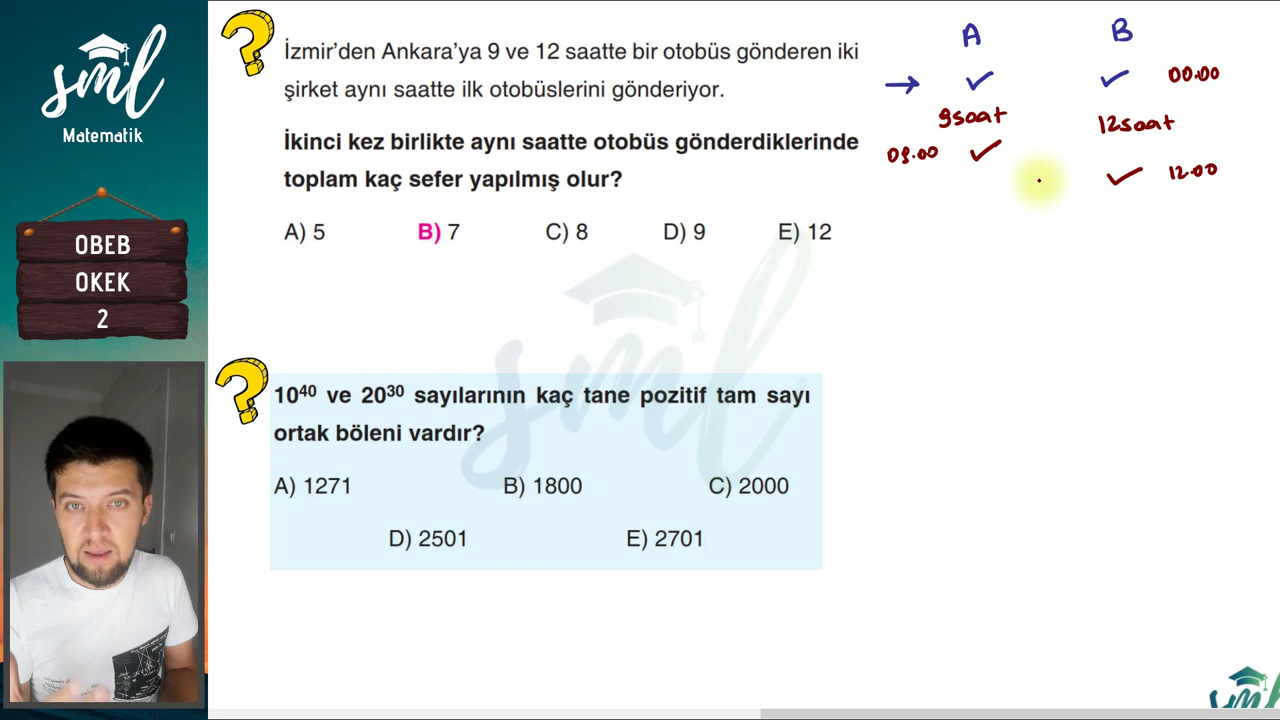 sml
Matematik
OBEB
OKEK
2
?
İzmir’den Ankara’ya 9 ve 12 saatte bir otobüs gönderen iki
şirket aynı saatte ilk otobüslerini gönderiyor.
İkinci kez birlikte aynı saatte otobüs gönderdiklerinde
toplam kaç sefer yapılmış olur?
A) 5 B) 7 C) 8 D) 9 E) 12
A B
→ ✓ ✓ 00.00
9saat 12saat
09.00 ✓
✓ 12.00
sml
?
10⁴⁰ ve 20³⁰ sayılarının kaç tane pozitif tam sayı
ortak böleni vardır?
A) 1271 B) 1800 C) 2000
D) 2501 E) 2701
sml